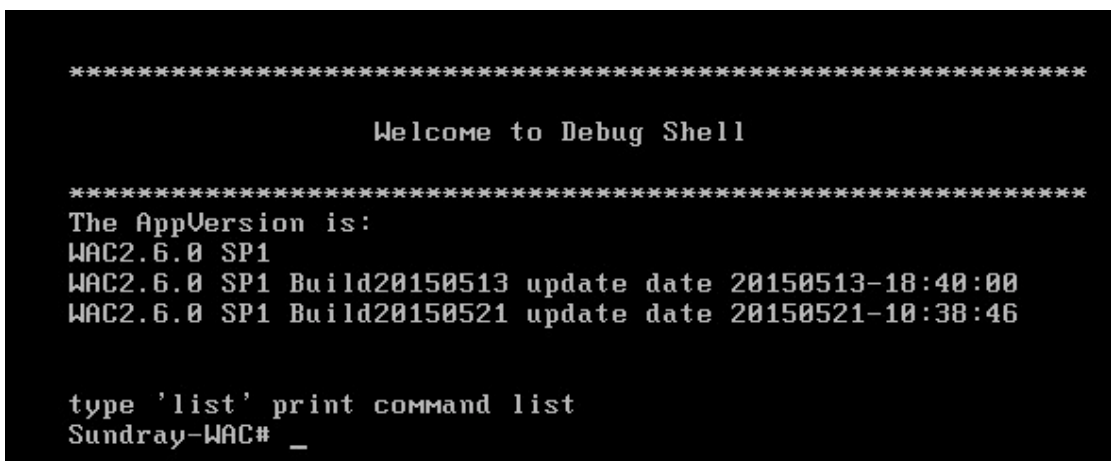 ************************************************************
Welcome to Debug Shell
************************************************************
The AppVersion is:
WAC2.6.0 SP1
WAC2.6.0 SP1 Build20150513 update date 20150513-18:40:00
WAC2.6.0 SP1 Build20150521 update date 20150521-10:38:46
type 'list' print command list
Sundray-WAC# _